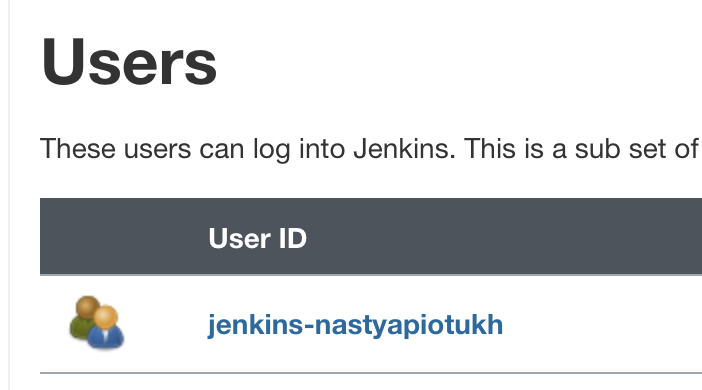 Users
These users can log into Jenkins. This is a sub set of
User ID
jenkins-nastyapiotukh